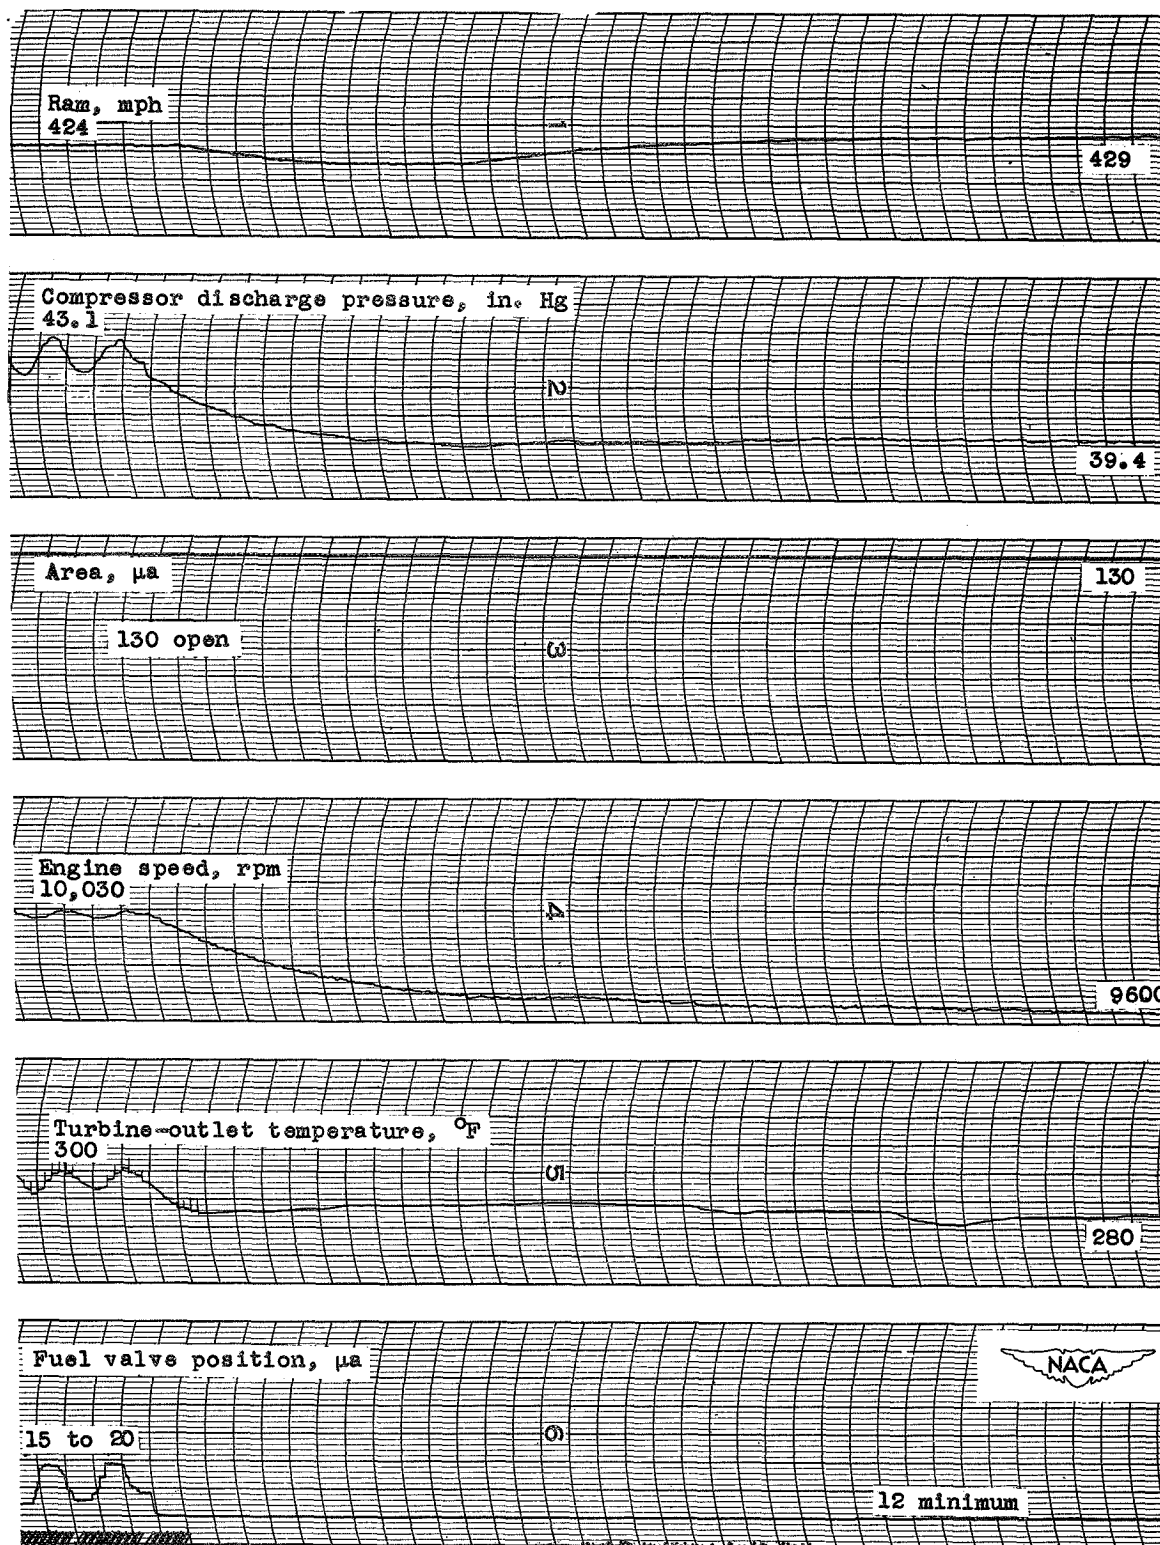 Ram, mph
424
1
429
Compressor discharge pressure, in. Hg
43.1
2
39.4
Area, μa
130
130 open
3
Engine speed, rpm
10,030
4
9600
Turbine-outlet temperature, °F
300
5
280
Fuel valve position, μa
NACA
15 to 20
6
12 minimum